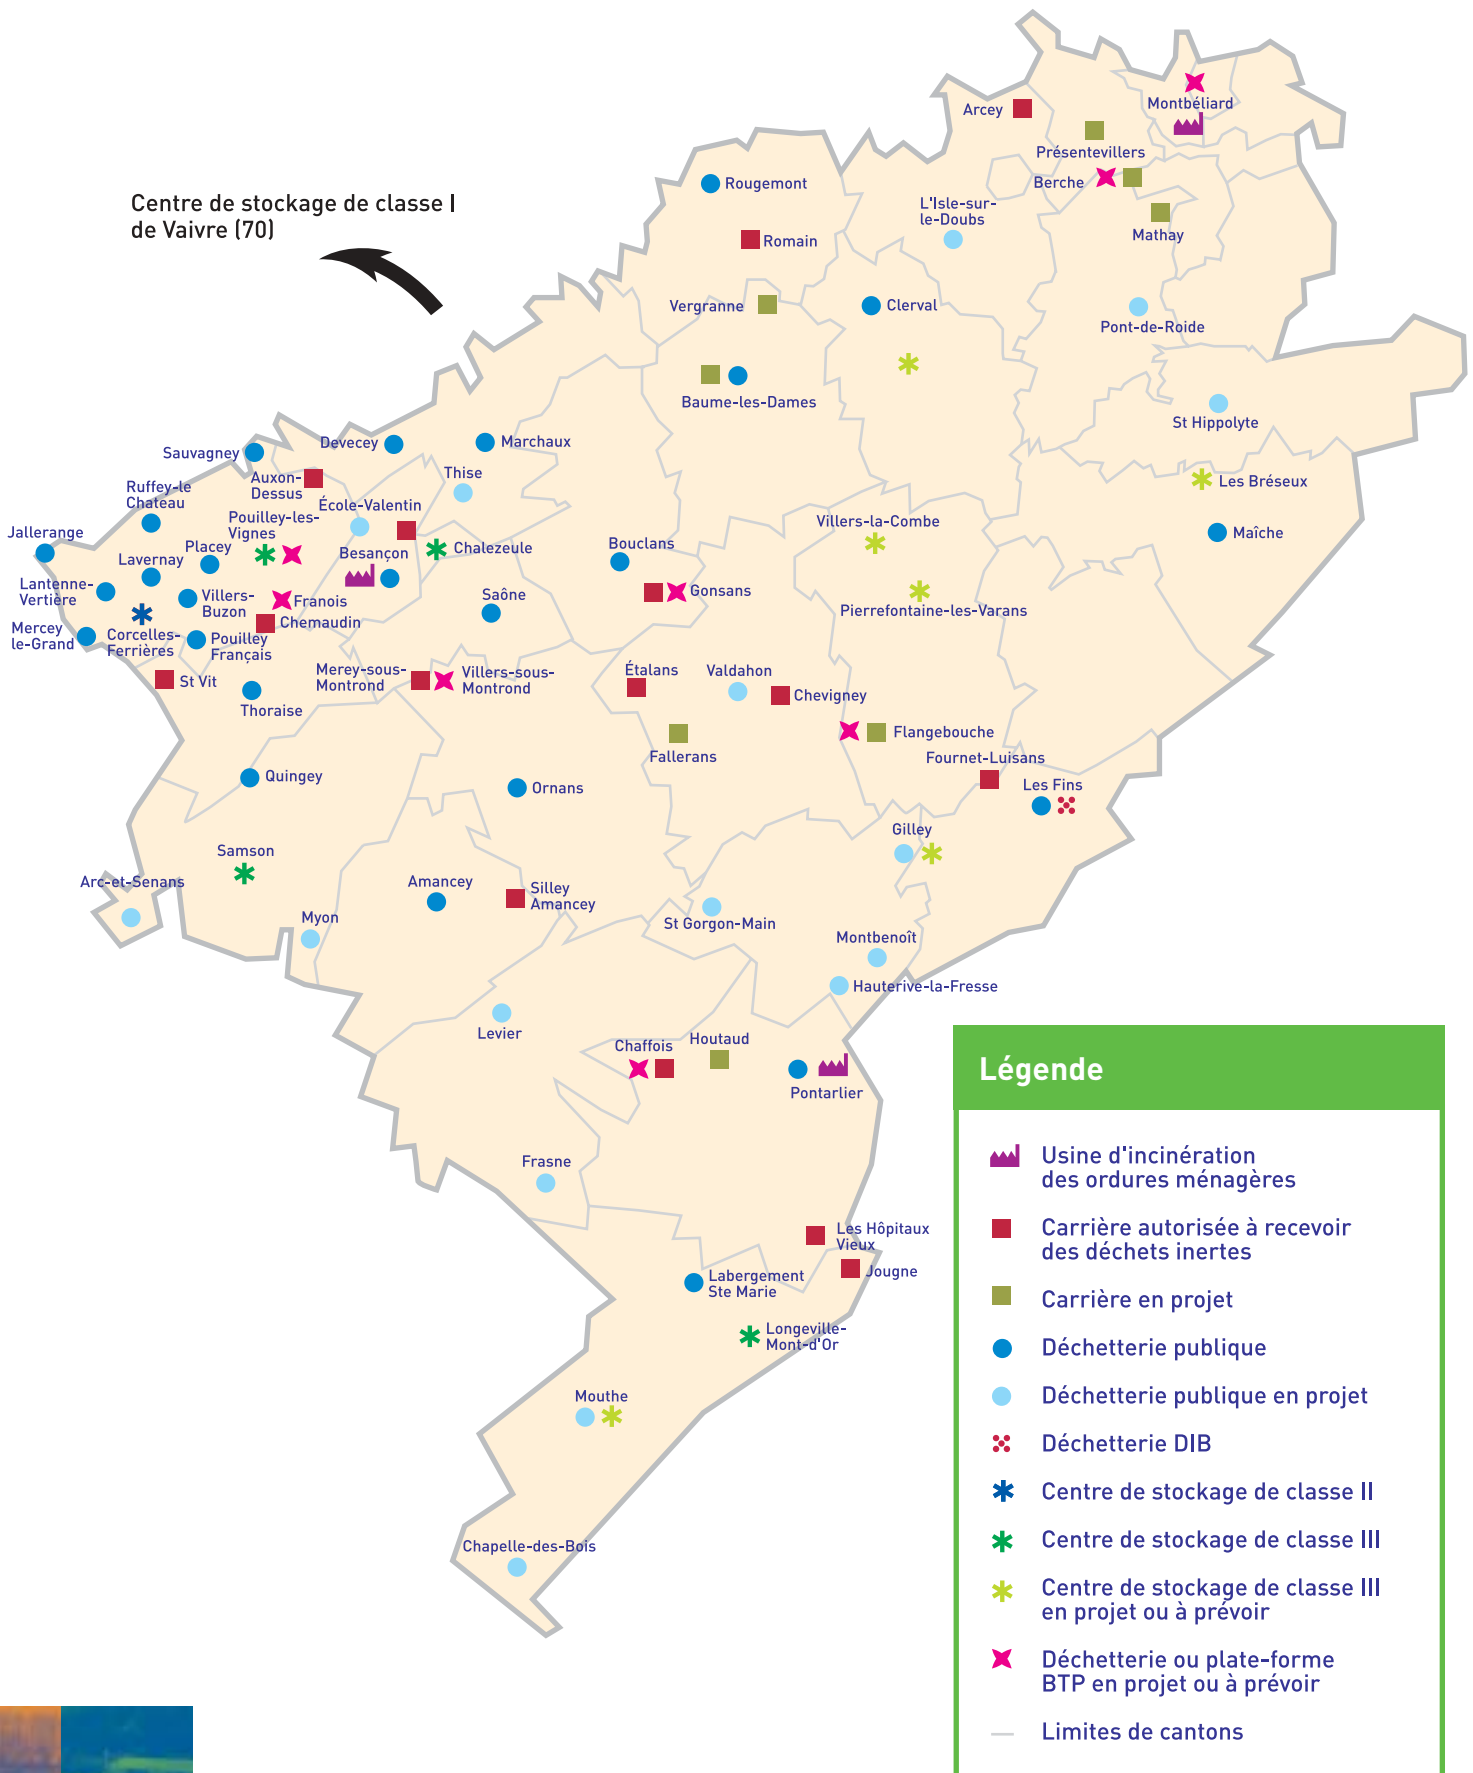 Montbéliard
Arcey
Présentevillers
Berche
Rougemont
L'Isle-sur-
le-Doubs
Centre de stockage de classe I
de Vaivre (70)
Mathay
Romain
Vergranne
Clerval
Pont-de-Roide
Baume-les-Dames
St Hippolyte
Devecey
Marchaux
Sauvagney
Thise
Auxon-
Dessus
Les Bréseux
Ruffey-le
Chateau
École-Valentin
Pouilley-les-
Vignes
Villers-la-Combe
Jallerange
Maîche
Placey
Besançon
Chalezeule
Bouclans
Lavernay
Lantenne-
Vertière
Villers-
Buzon
Franois
Saône
Gonsans
Pierrefontaine-les-Varans
Chemaudin
Mercey
le-Grand
Corcelles-
Ferrières
Pouilley
Français
Merey-sous-
Montrond
Villers-sous-
Montrond
Étalans
Valdahon
St Vit
Chevigney
Thoraise
Flangebouche
Fallerans
Fournet-Luisans
Quingey
Ornans
Les Fins
Gilley
Samson
Arc-et-Senans
Amancey
Silley
Amancey
Myon
St Gorgon-Main
Montbenoît
Hauterive-la-Fresse
Levier
Chaffois
Houtaud
Pontarlier
Frasne
Les Hôpitaux
Vieux
Jougne
Labergement
Ste Marie
Longeville-
Mont-d'Or
Mouthe
Chapelle-des-Bois
Légende
Usine d'incinération
des ordures ménagères
Carrière autorisée à recevoir
des déchets inertes
Carrière en projet
Déchetterie publique
Déchetterie publique en projet
Déchetterie DIB
Centre de stockage de classe II
Centre de stockage de classe III
Centre de stockage de classe III
en projet ou à prévoir
Déchetterie ou plate-forme
BTP en projet ou à prévoir
Limites de cantons